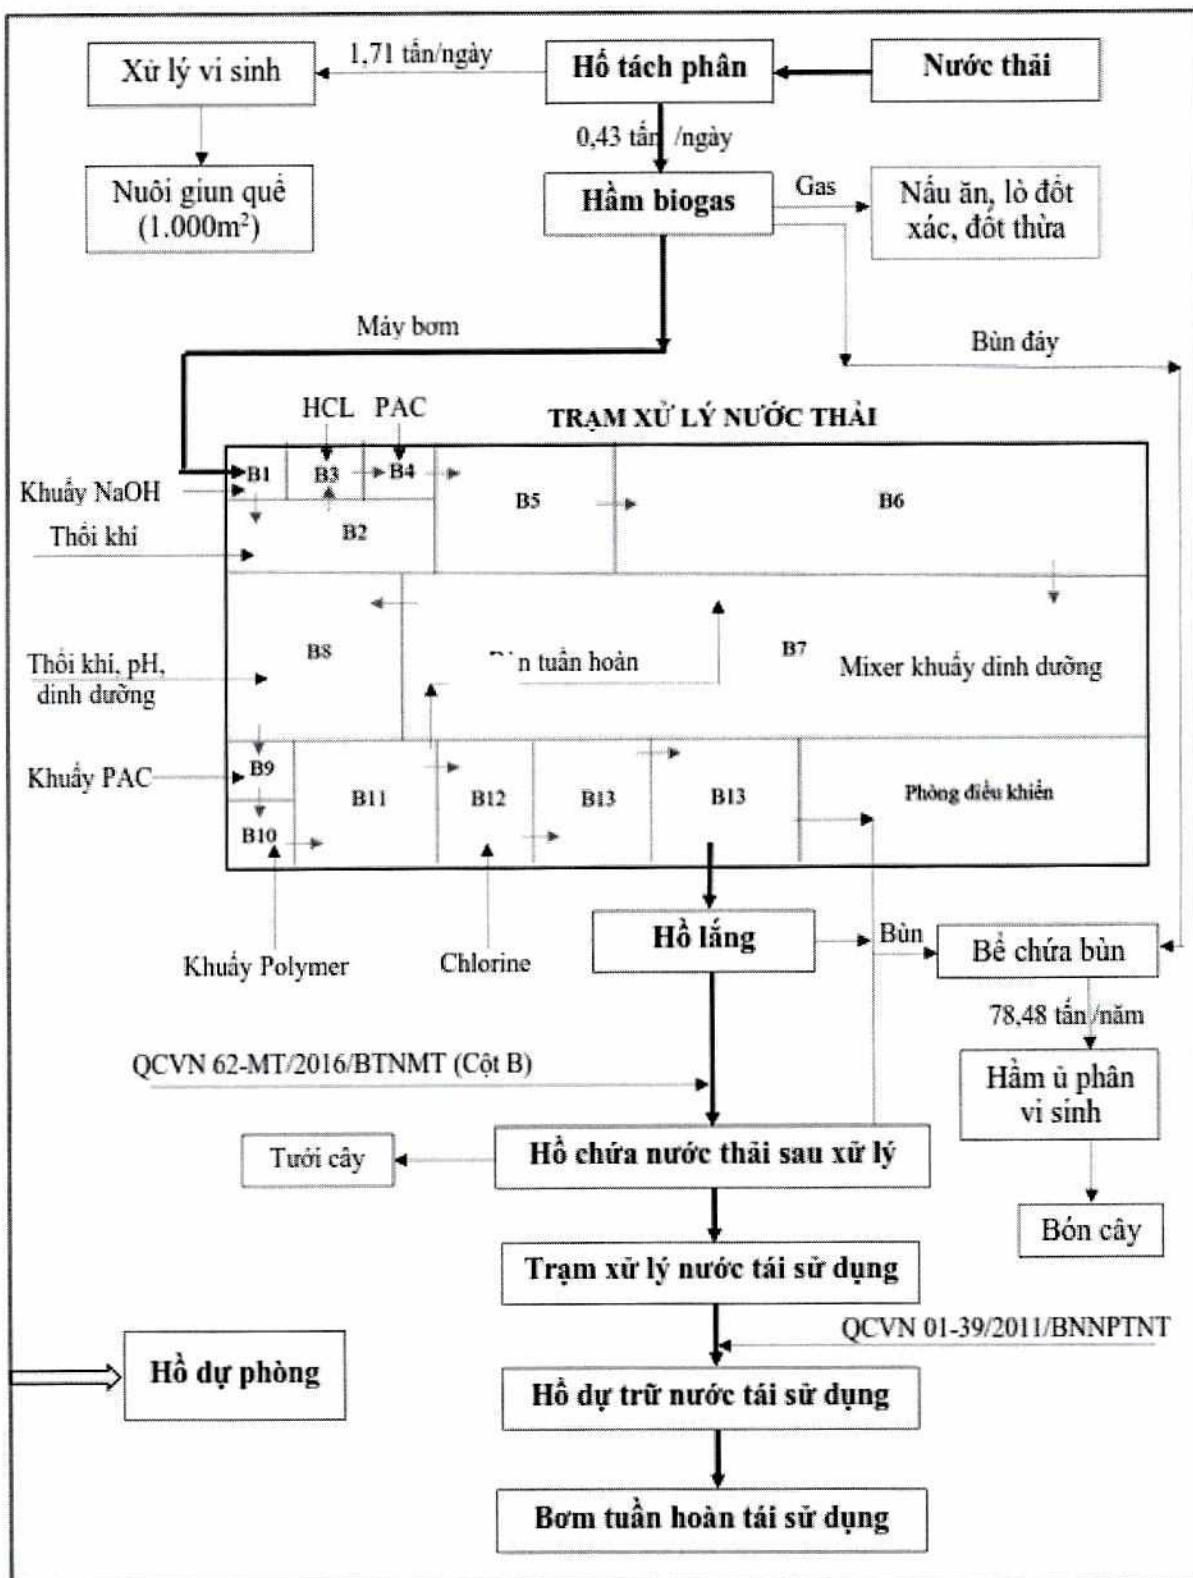 1,71 tấn/ngày
Xử lý vi sinh
Hố tách phân
Nước thải
0,43 tấn /ngày
Nuôi giun quế
(1.000m²)
Hầm biogas
Gas
Nấu ăn, lò đốt
xác, đốt thừa
Máy bơm
Bùn đáy
HCL PAC
TRẠM XỬ LÝ NƯỚC THẢI
B1
B3
B4
Khuấy NaOH
B5
B6
Thổi khí
B2
B8
tuần hoàn
B7
Thổi khí, pH,
dinh dưỡng
Mixer khuấy dinh dưỡng
B9
Khuấy PAC
B11
B12
B13
B13
Phòng điều khiển
B10
Hồ lắng
Bùn
Bể chứa bùn
Khuấy Polymer
Chlorine
78,48 tấn/năm
QCVN 62-MT/2016/BTNMT (Cột B)
Hầm ủ phân
vi sinh
Tưới cây
Hồ chứa nước thải sau xử lý
Bón cây
Trạm xử lý nước tái sử dụng
QCVN 01-39/2011/BNNPTNT
Hồ dự phòng
Hồ dự trữ nước tái sử dụng
Bơm tuần hoàn tái sử dụng